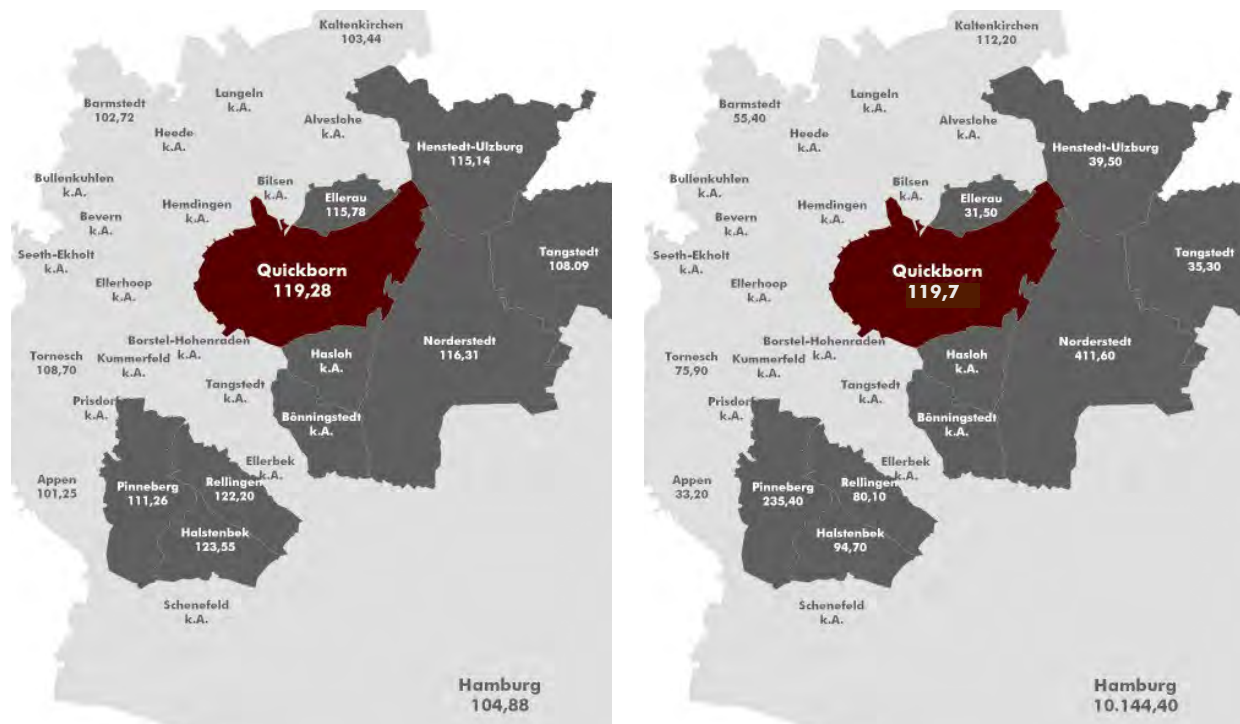 Kaltenkirchen
103,44
Langeln
k.A.
Barmstedt
102,72
Alveslohe
k.A.
Heede
k.A.
Henstedt-Ulzburg
115,14
Bullenkuhlen
k.A.
Bilsen
k.A.
Ellerau
115,78
Hemdingen
k.A.
Bevern
k.A.
Seeth-Ekholt
k.A.
Tangstedt
108.09
Quickborn
119,28
Ellerhoop
k.A.
Borstel-Hohenraden
k.A.
Norderstedt
116,31
Hasloh
k.A.
Tornesch
108,70
Kummerfeld
k.A.
Tangstedt
k.A.
Prisdorf
k.A.
Bönningstedt
k.A.
Ellerbek
k.A.
Appen
101,25
Pinneberg
111,26
Rellingen
122,20
Halstenbek
123,55
Schenefeld
k.A.
Hamburg
104,88
Kaltenkirchen
112,20
Langeln
k.A.
Barmstedt
55,40
Alveslohe
k.A.
Heede
k.A.
Henstedt-Ulzburg
39,50
Bullenkuhlen
k.A.
Bilsen
k.A.
Ellerau
31,50
Hemdingen
k.A.
Bevern
k.A.
Seeth-Ekholt
k.A.
Tangstedt
35,30
Quickborn
119,7
Ellerhoop
k.A.
Borstel-Hohenraden
k.A.
Norderstedt
411,60
Hasloh
k.A.
Tornesch
75,90
Kummerfeld
k.A.
Tangstedt
k.A.
Prisdorf
k.A.
Bönningstedt
k.A.
Ellerbek
k.A.
Appen
33,20
Pinneberg
235,40
Rellingen
80,10
Halstenbek
94,70
Schenefeld
k.A.
Hamburg
10.144,40